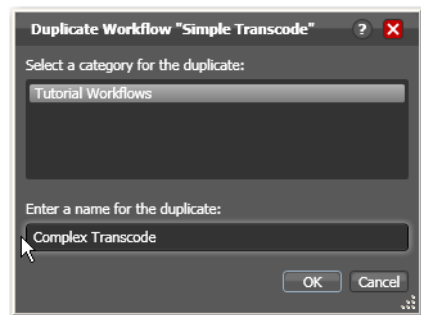 Duplicate Workflow "Simple Transcode" ?
Select a category for the duplicate:
Tutorial Workflows
Enter a name for the duplicate:
Complex Transcode
OK Cancel